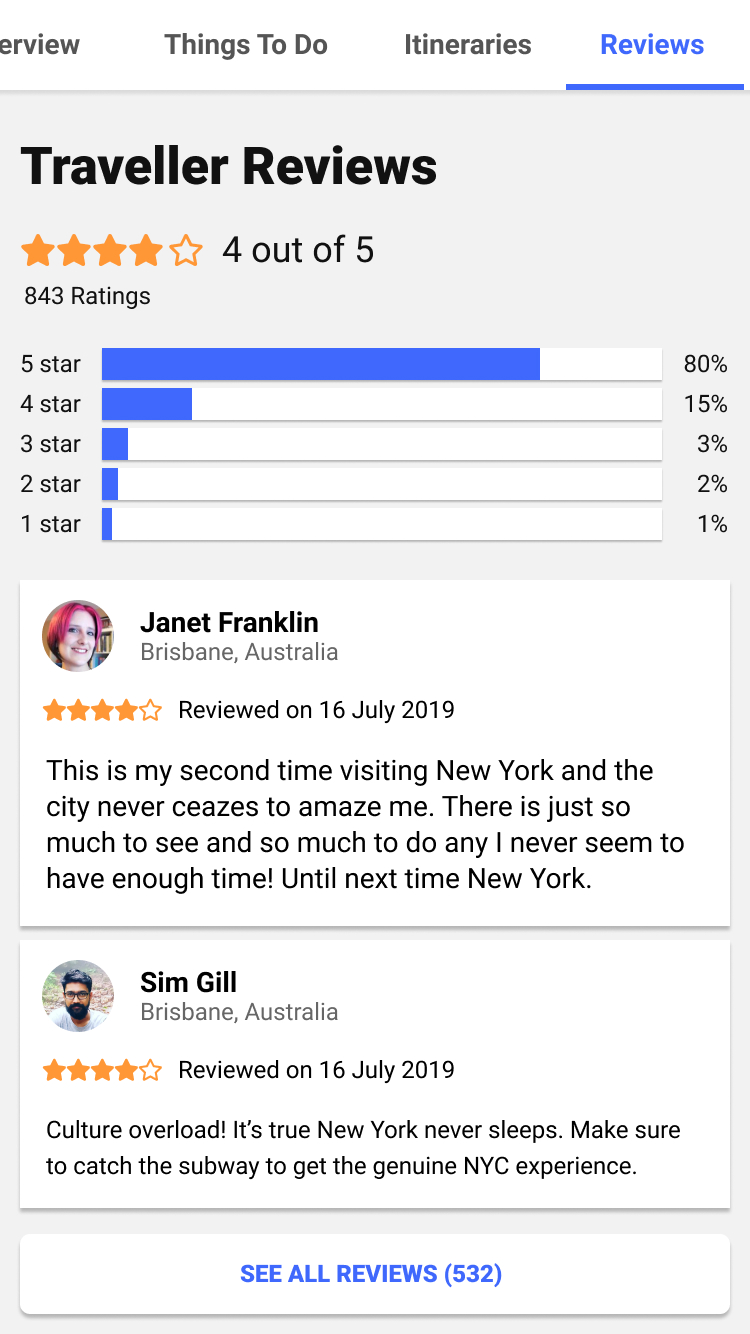 erview Things To Do Itineraries Reviews
Traveller Reviews
4 out of 5
843 Ratings
5 star 80%
4 star 15%
3 star 3%
2 star 2%
1 star 1%
Janet Franklin
Brisbane, Australia
Reviewed on 16 July 2019
This is my second time visiting New York and the
city never ceazes to amaze me. There is just so
much to see and so much to do any I never seem to
have enough time! Until next time New York.
Sim Gill
Brisbane, Australia
Reviewed on 16 July 2019
Culture overload! It’s true New York never sleeps. Make sure
to catch the subway to get the genuine NYC experience.
SEE ALL REVIEWS (532)